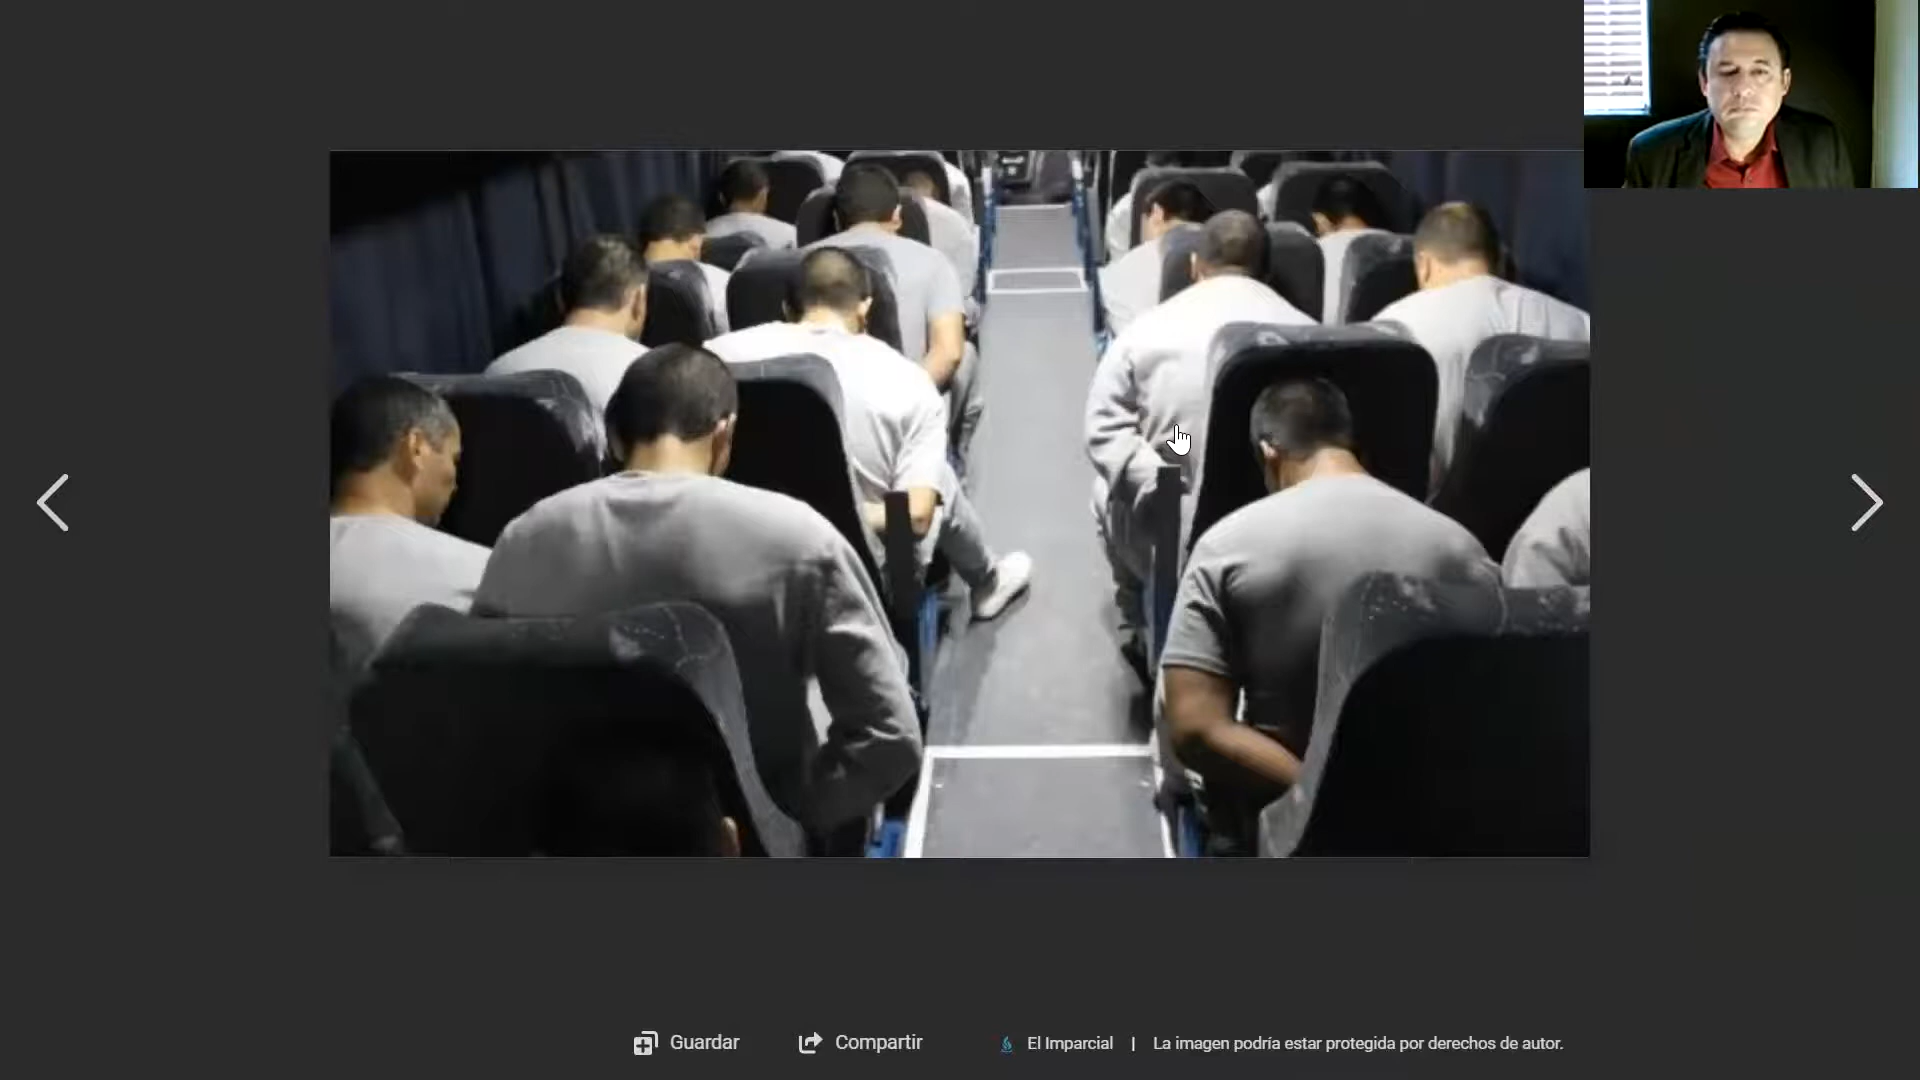 Guardar
Compartir
El Imparcial | La imagen podría estar protegida por derechos de autor.